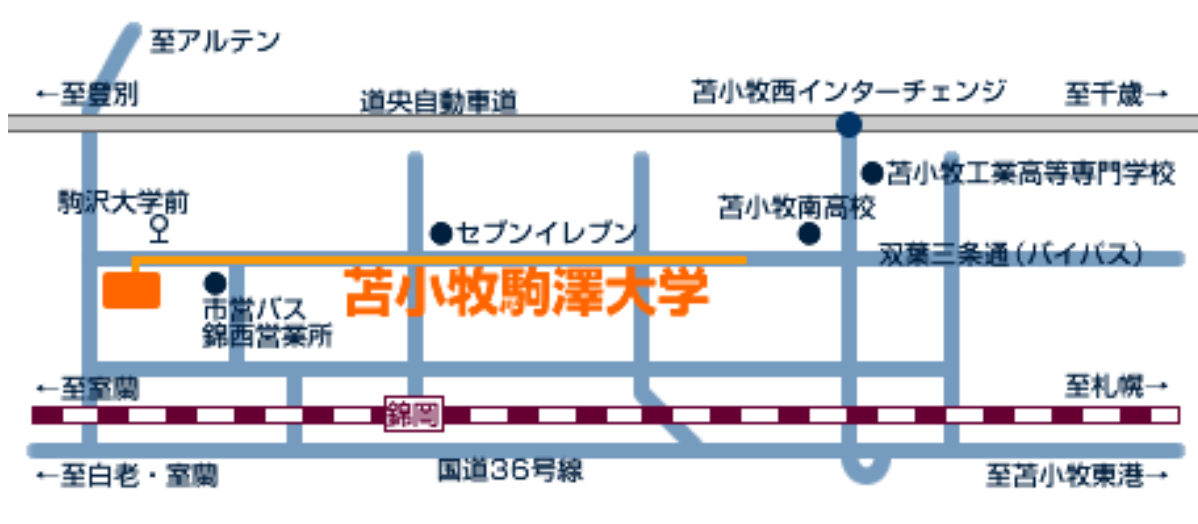 至アルテン
←至豊別
道央自動車道
苫小牧西インターチェンジ
至千歳→
苫小牧工業高等専門学校
駒沢大学前
苫小牧南高校
セブンイレブン
双葉三条通(バイパス)
苫小牧駒澤大学
市営バス
錦西営業所
←至室蘭
至札幌→
錦岡
国道36号線
←至白老・室蘭
至苫小牧東港→